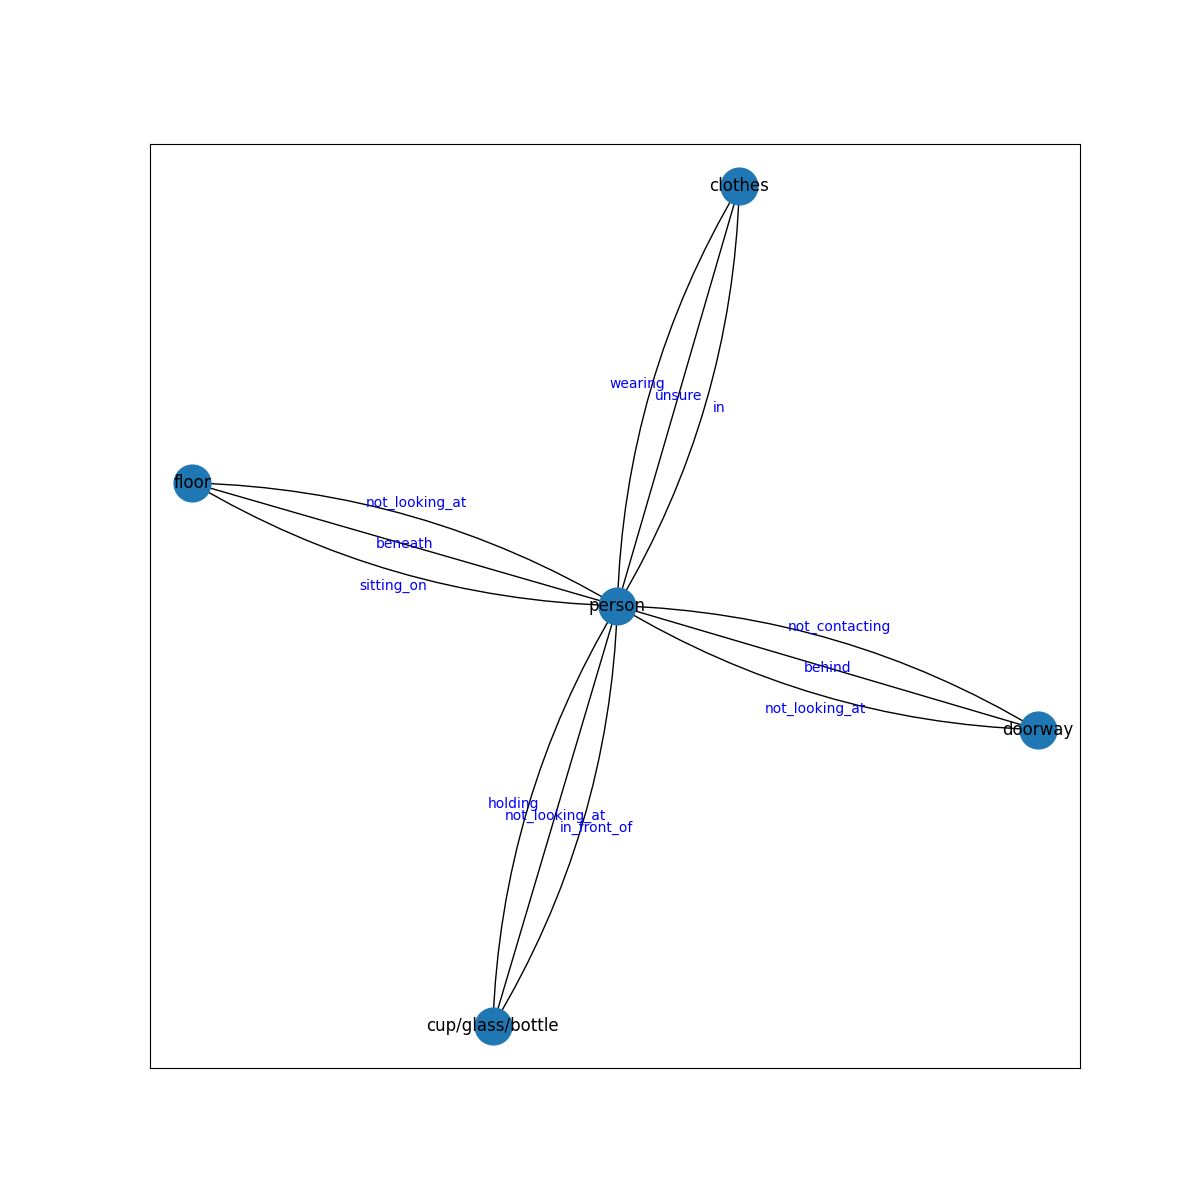 clothes
wearing
unsure
in
floor
not_looking_at
beneath
sitting_on
person
not_contacting
behind
not_looking_at
doorway
holding
not_looking_at
in_front_of
cup/glass/bottle